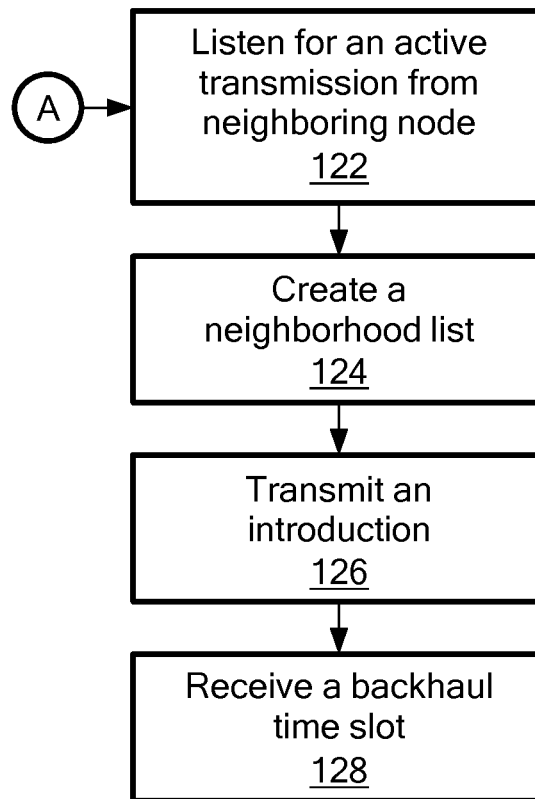 A
Listen for an active
transmission from
neighboring node
122
Create a
neighborhood list
124
Transmit an
introduction
126
Receive a backhaul
time slot
128